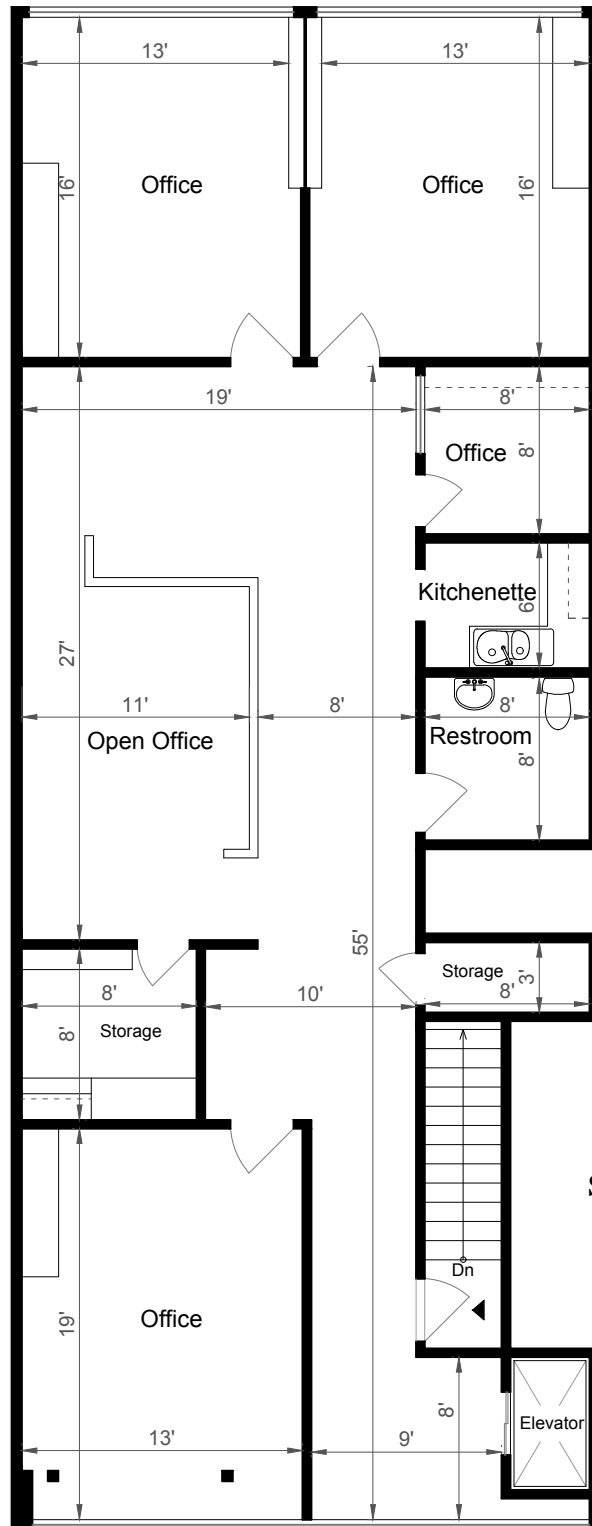 13'
13'
Office
Office
16'
16'
19'
8'
Office
8'
Kitchenette
6'
27'
11'
8'
8'
Open Office
Restroom
8'
55'
Storage
3'
8'
10'
8'
8'
Storage
S
Dn
Office
19'
8'
Elevator
13'
9'